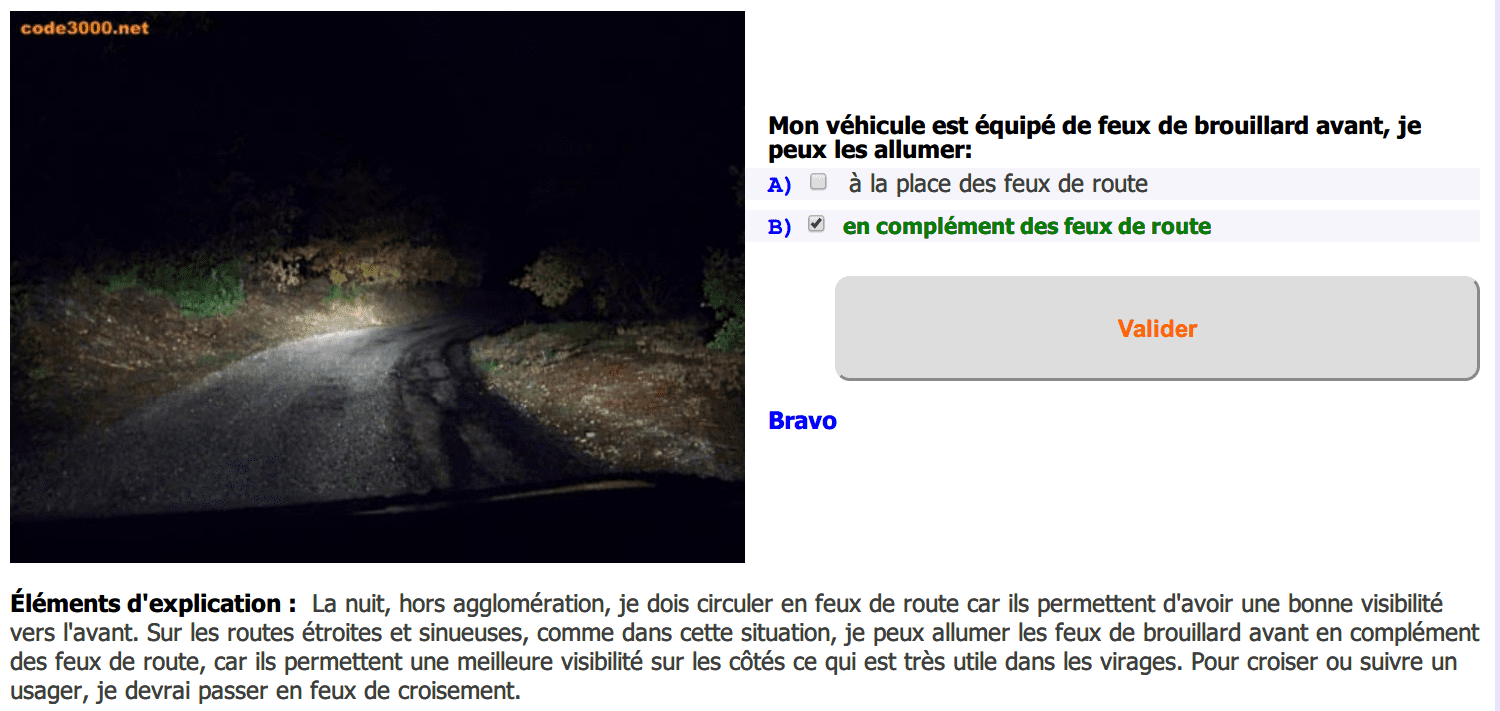 code3000.net
Mon véhicule est équipé de feux de brouillard avant, je
peux les allumer:
A) à la place des feux de route
B) en complément des feux de route
Valider
Bravo
Éléments d'explication : La nuit, hors agglomération, je dois circuler en feux de route car ils permettent d'avoir une bonne visibilité
vers l'avant. Sur les routes étroites et sinueuses, comme dans cette situation, je peux allumer les feux de brouillard avant en complément
des feux de route, car ils permettent une meilleure visibilité sur les côtés ce qui est très utile dans les virages. Pour croiser ou suivre un
usager, je devrai passer en feux de croisement.